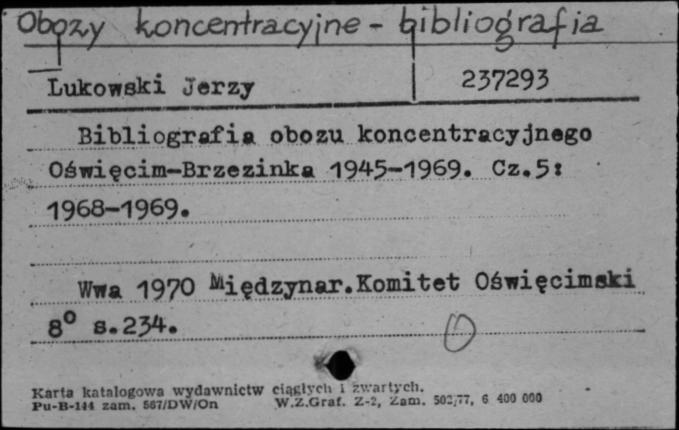 Obozy koncentracyjne - bibliografia
Łukowski Jerzy 237293
Bibliografia obozu koncentracyjnego
Oświęcim-Brzezinka 1945-1969. Cz.5:
1968-1969.
Wwa 1970 Międzynar.Komitet Oświęcimski
8° s.234.
Karta katalogowa wydawnictw ciągłych i zwartych.
Pu-B-144 zam. 567/DW/On W.Z.Graf. Z-2, Zam. 502/77, 6 400 000